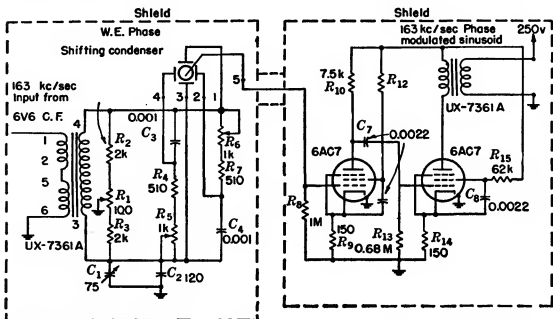 Shield
W.E. Phase
Shifting condenser
163 kc/sec
Input from
6V6 C.F.
1
2
5
6
4
3
UX-7361A
R2
2k
R1
100
R3
2k
C1
75
C2 120
4
3
2
1
5
0.001
C3
R4
510
R5
1k
R6
1k
R7
510
C4
0.001
Shield
163 kc/sec Phase
modulated sinusoid
250v
7.5k
R10
R12
UX-7361A
C7
0.0022
6AC7
6AC7
R15
62k
C8
0.0022
R8
1M
150
R9
R13
0.68M
R14
150